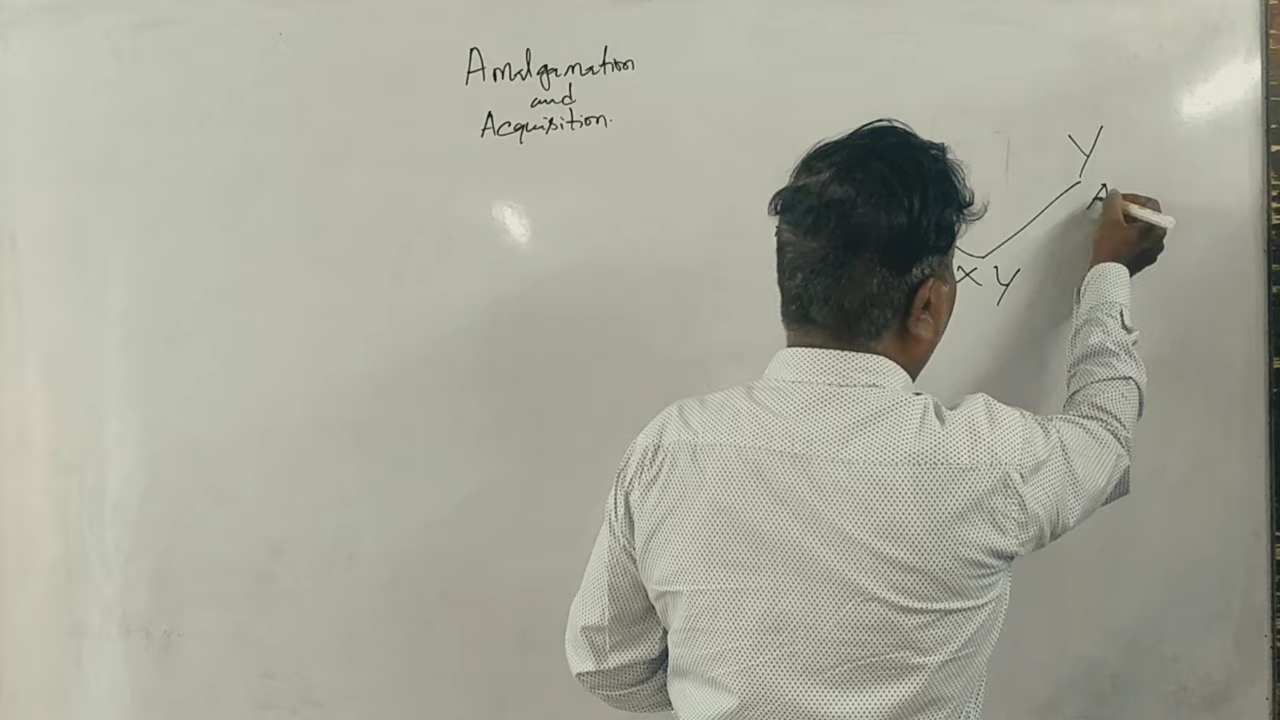 Amalgamation
and
Acquisition.
Y
A
X Y